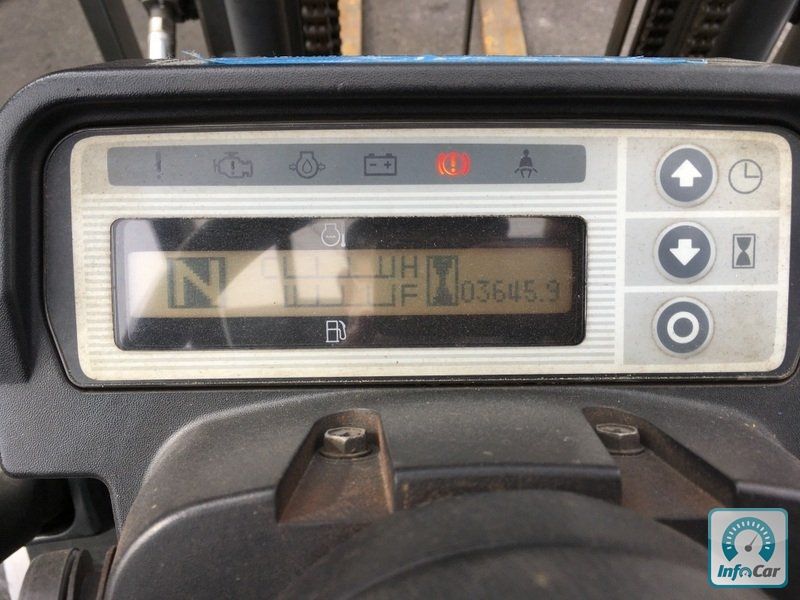 N
C H
E F
03645.9
InfoCar